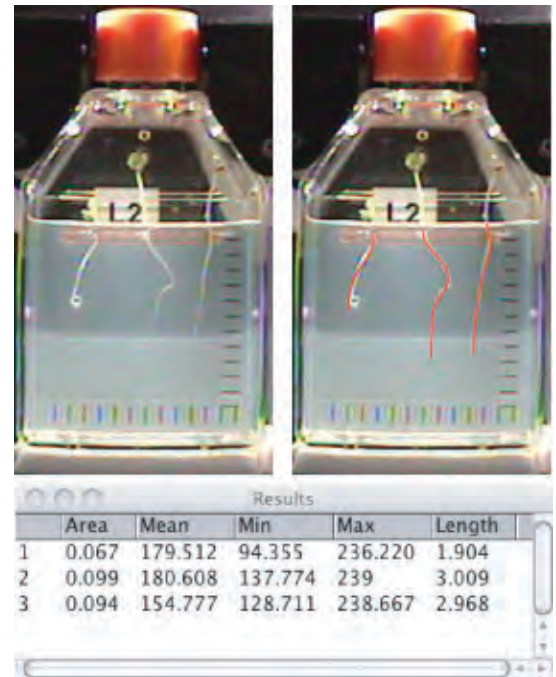 L2
L2
Results
Area Mean Min Max Length
1 0.067 179.512 94.355 236.220 1.904
2 0.099 180.608 137.774 239 3.009
3 0.094 154.777 128.711 238.667 2.968